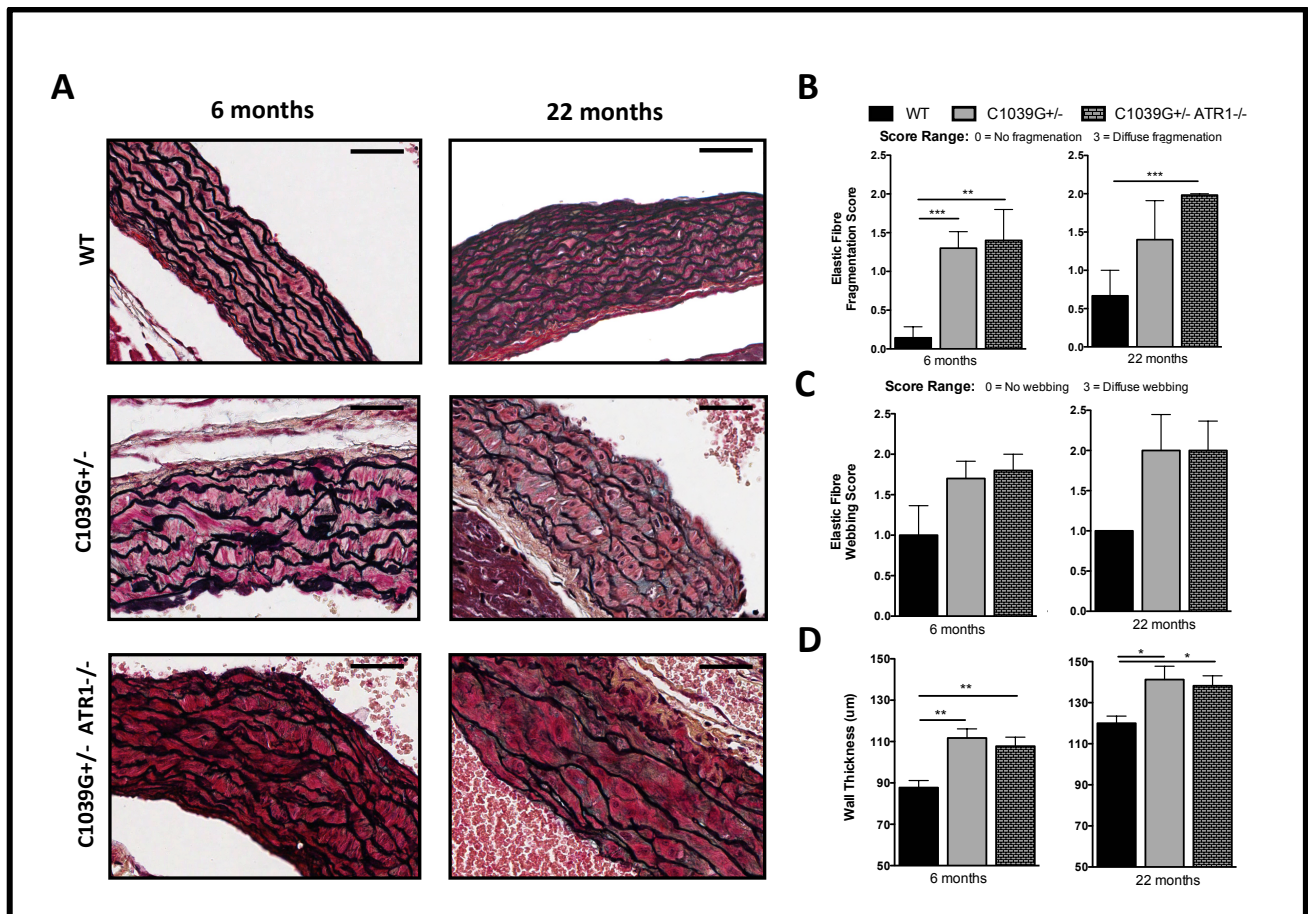 A
6 months
22 months
WT
C1039G+/-
C1039G+/- ATR1-/-
B
WT
C1039G+/-
C1039G+/- ATR1-/-
Score Range: 0 = No fragmenation 3 = Diffuse fragmenation
Elastic Fibre
Fragmentation Score
2.5
2.0
1.5
1.0
0.5
0.0
**
***
6 months
2.5
2.0
1.5
1.0
0.5
0.0
***
22 months
C
Score Range: 0 = No webbing 3 = Diffuse webbing
Elastic Fibre
Webbing Score
2.5
2.0
1.5
1.0
0.5
0.0
6 months
2.5
2.0
1.5
1.0
0.5
0.0
22 months
D
Wall Thickness (um)
150
130
110
90
70
50
**
**
6 months
150
130
110
90
70
50
*
*
22 months